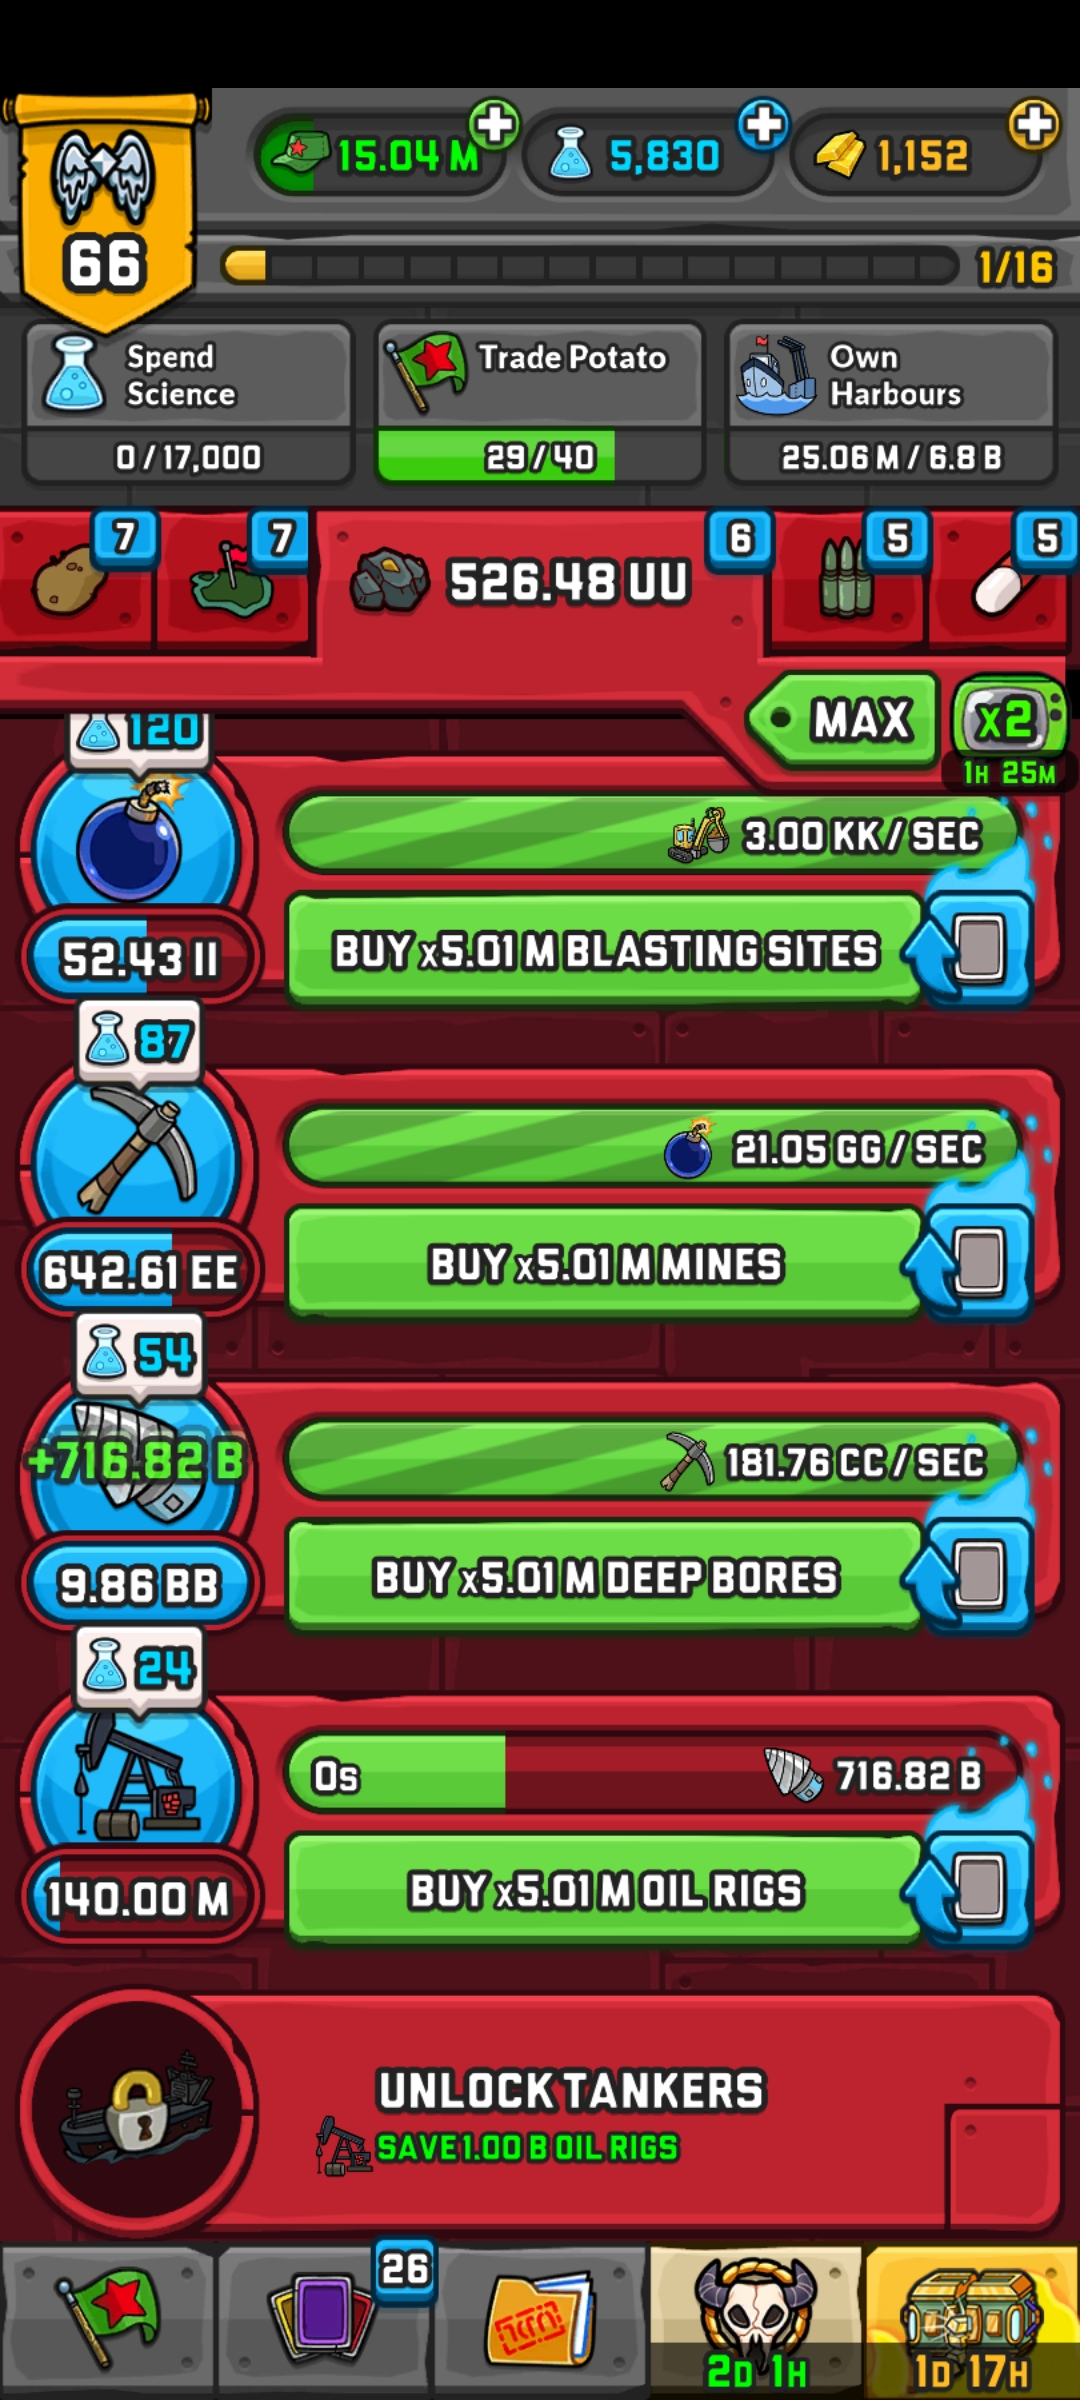 15.04 M
5,830
1,152
66
1/16
Spend
Science
0/17,000
Trade Potato
29/40
Own
Harbours
25.06 M/6.8 B
7
7
526.48 UU
6
5
5
MAX
x2
1H 25M
120
3.00 KK/SEC
52.43 II
BUY x5.01 M BLASTING SITES
87
21.05 GG/SEC
642.61 EE
BUY x5.01 M MINES
54
+716.82 B
181.76 CC/SEC
9.86 BB
BUY x5.01 M DEEP BORES
24
0s
716.82 B
140.00 M
BUY x5.01 M OIL RIGS
UNLOCK TANKERS
SAVE 1.00 B OIL RIGS
26
2D 1H
1D 17H